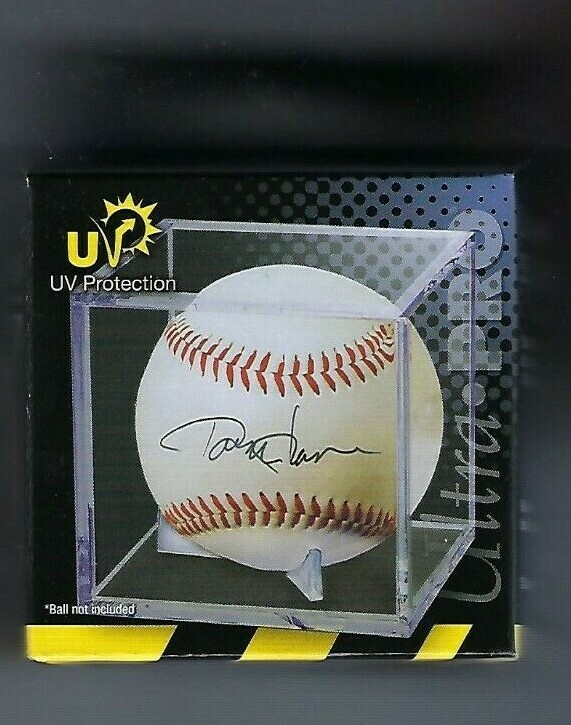 UV
UV Protection
Ultra•PRO
*Ball not included